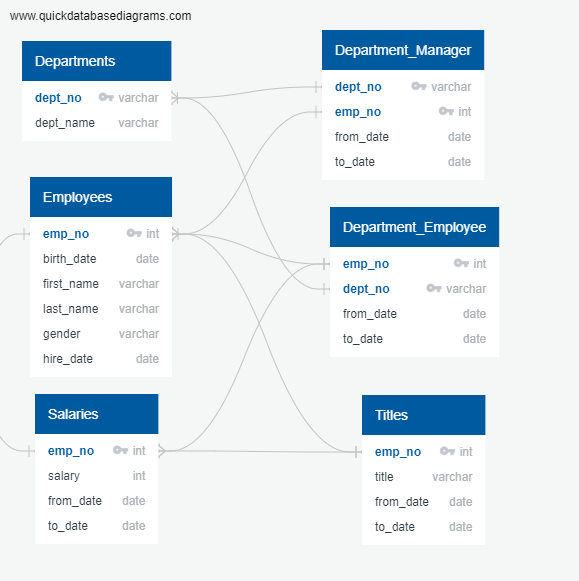 www.quickdatabasediagrams.com
Departments
dept_no varchar
dept_name varchar
Employees
emp_no int
birth_date date
first_name varchar
last_name varchar
gender varchar
hire_date date
Salaries
emp_no int
salary int
from_date date
to_date date
Department_Manager
dept_no varchar
emp_no int
from_date date
to_date date
Department_Employee
emp_no int
dept_no varchar
from_date date
to_date date
Titles
emp_no int
title varchar
from_date date
to_date date